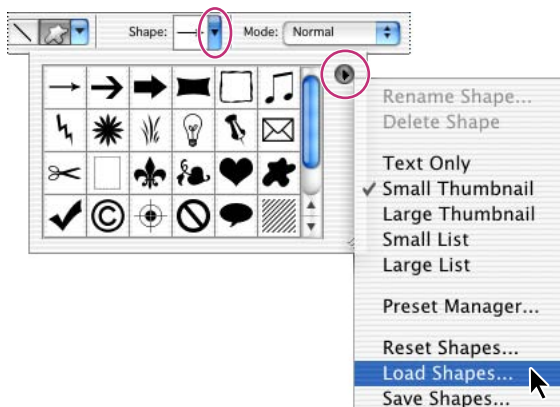 Shape:
Mode: Normal
Rename Shape...
Delete Shape
Text Only
Small Thumbnail
Large Thumbnail
Small List
Large List
Preset Manager...
Reset Shapes...
Load Shapes...
Save Shapes...